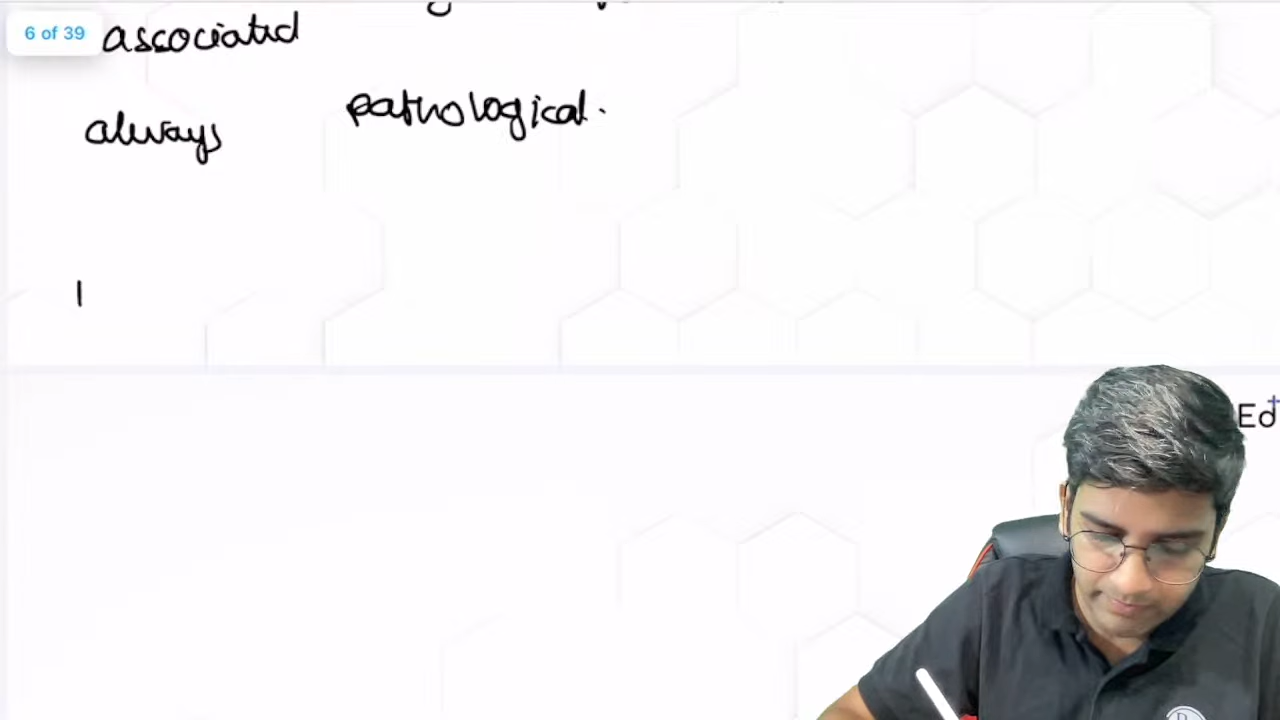 6 of 39
associated
always
pathological.
Ed+